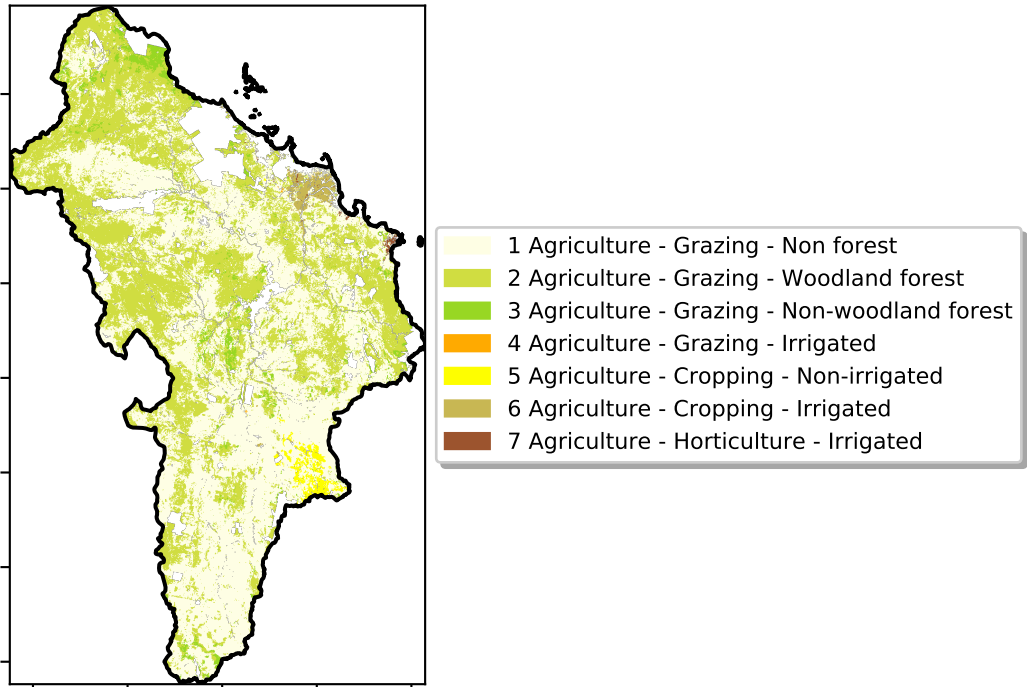 1 Agriculture - Grazing - Non forest
2 Agriculture - Grazing - Woodland forest
3 Agriculture - Grazing - Non-woodland forest
4 Agriculture - Grazing - Irrigated
5 Agriculture - Cropping - Non-irrigated
6 Agriculture - Cropping - Irrigated
7 Agriculture - Horticulture - Irrigated